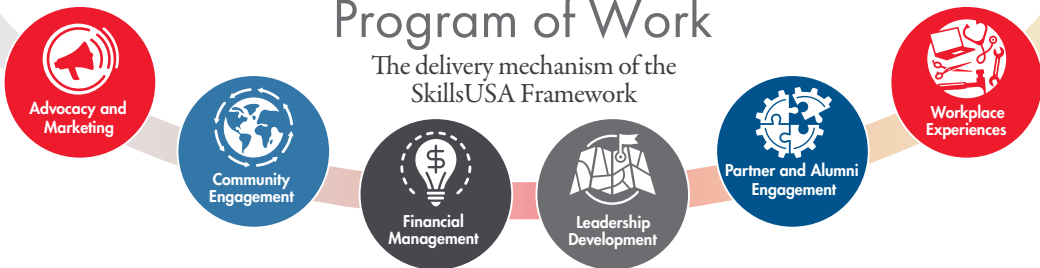 Program of Work
The delivery mechanism of the
SkillsUSA Framework
Advocacy and
Marketing
Community
Engagement
$
Financial
Management
Leadership
Development
Partner and Alumni
Engagement
Workplace
Experiences